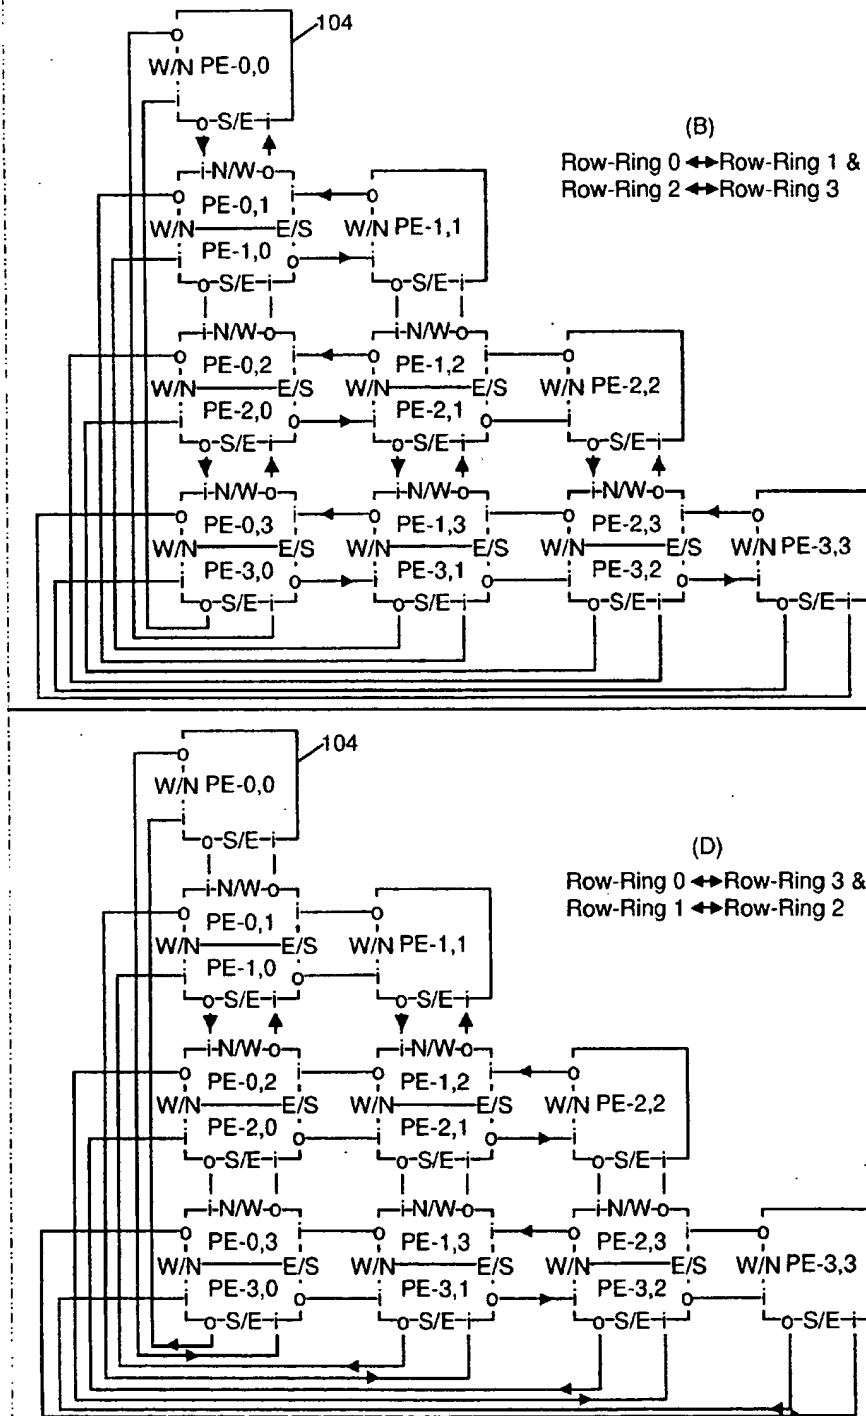 104
o
W/N PE-0,0
i
o-S/E-i
(B)
Row-Ring 0 ↔ Row-Ring 1 &
Row-Ring 2 ↔ Row-Ring 3
i-N/W-o
o PE-0,1 i o
W/N E/S W/N PE-1,1
i PE-1,0 o i
o-S/E-i o-S/E-i
i-N/W-o i-N/W-o
o PE-0,2 i o PE-1,2 i o
W/N E/S W/N E/S W/N PE-2,2
i PE-2,0 o i PE-2,1 o i
o-S/E-i o-S/E-i o-S/E-i
i-N/W-o i-N/W-o i-N/W-o
o PE-0,3 i o PE-1,3 i o PE-2,3 i o
W/N E/S W/N E/S W/N E/S W/N PE-3,3
i PE-3,0 o i PE-3,1 o i PE-3,2 o i
o-S/E-i o-S/E-i o-S/E-i o-S/E-i
104
o
W/N PE-0,0
i
o-S/E-i
(D)
Row-Ring 0 ↔ Row-Ring 3 &
Row-Ring 1 ↔ Row-Ring 2
i-N/W-o
o PE-0,1 i o
W/N E/S W/N PE-1,1
i PE-1,0 o i
o-S/E-i o-S/E-i
i-N/W-o i-N/W-o
o PE-0,2 i o PE-1,2 i o
W/N E/S W/N E/S W/N PE-2,2
i PE-2,0 o i PE-2,1 o i
o-S/E-i o-S/E-i o-S/E-i
i-N/W-o i-N/W-o i-N/W-o
o PE-0,3 i o PE-1,3 i o PE-2,3 i o
W/N E/S W/N E/S W/N E/S W/N PE-3,3
i PE-3,0 o i PE-3,1 o i PE-3,2 o i
o-S/E-i o-S/E-i o-S/E-i o-S/E-i